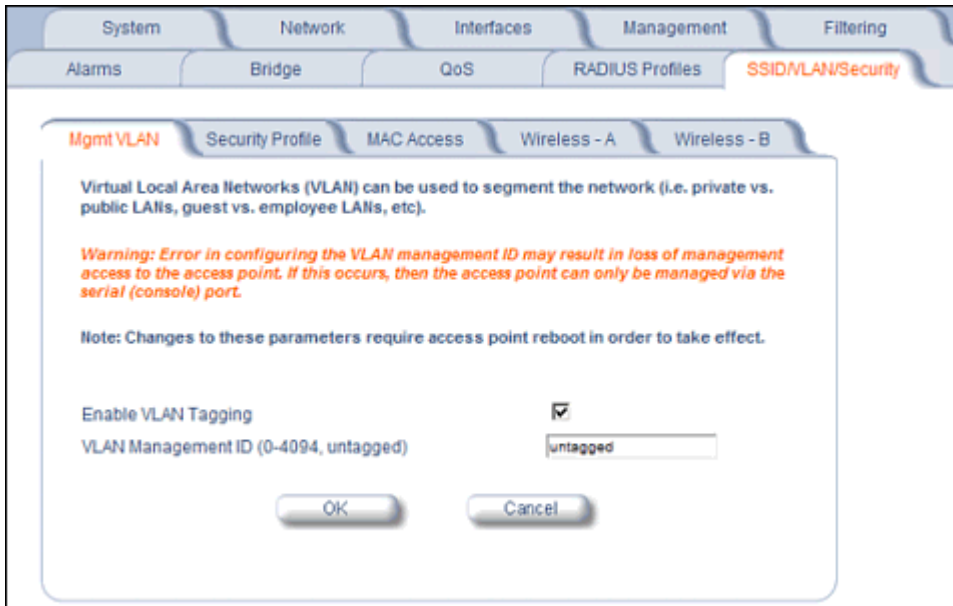 System Network Interfaces Management Filtering
Alarms Bridge QoS RADIUS Profiles SSID/VLAN/Security
Mgmt VLAN Security Profile MAC Access Wireless - A Wireless - B
Virtual Local Area Networks (VLAN) can be used to segment the network (i.e. private vs.
public LANs, guest vs. employee LANs, etc).
Warning: Error in configuring the VLAN management ID may result in loss of management
access to the access point. If this occurs, then the access point can only be managed via the
serial (console) port.
Note: Changes to these parameters require access point reboot in order to take effect.
Enable VLAN Tagging
VLAN Management ID (0-4094, untagged) untagged
OK Cancel